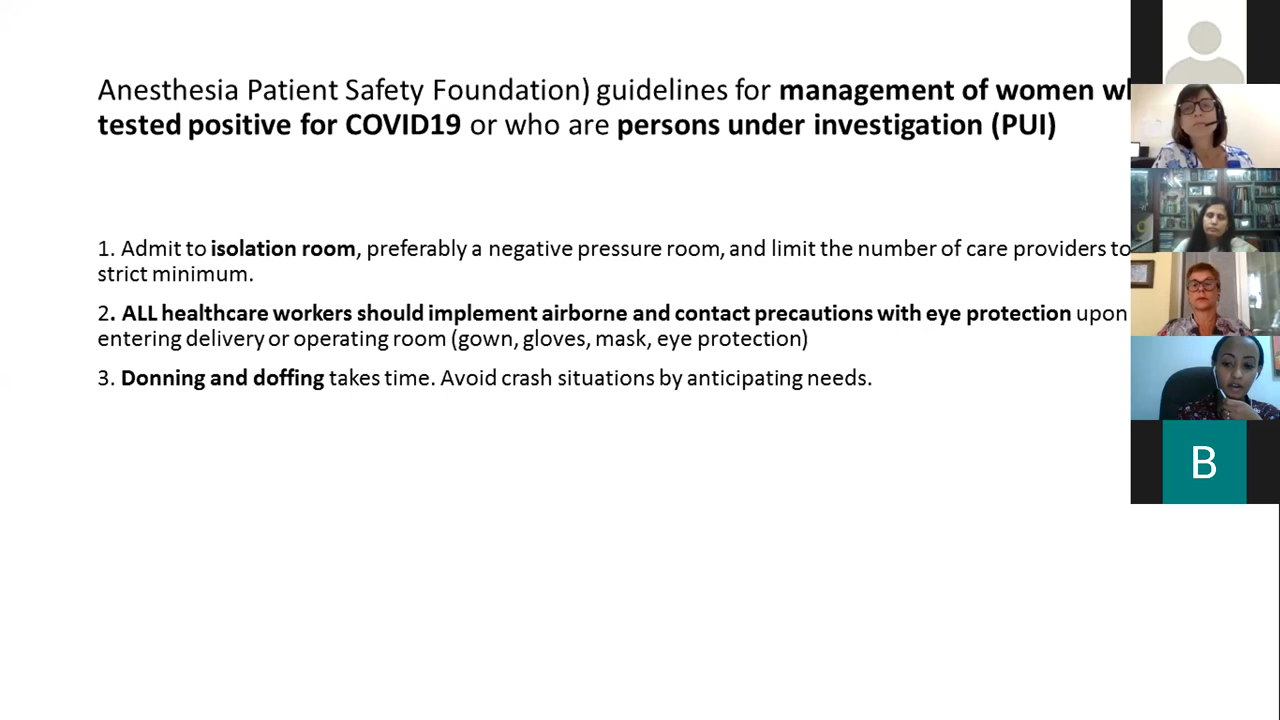 Anesthesia Patient Safety Foundation) guidelines for management of women
tested positive for COVID19 or who are persons under investigation (PUI)
1. Admit to isolation room, preferably a negative pressure room, and limit the number of care providers to
strict minimum.
2. ALL healthcare workers should implement airborne and contact precautions with eye protection upon
entering delivery or operating room (gown, gloves, mask, eye protection)
3. Donning and doffing takes time. Avoid crash situations by anticipating needs.
B